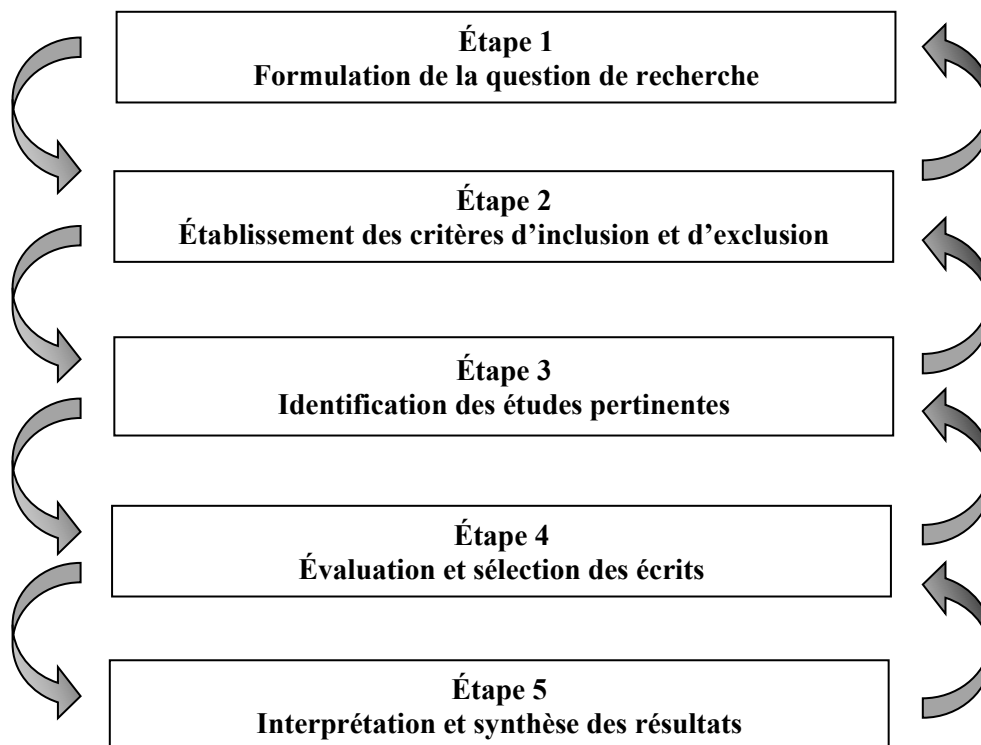 Étape 1
Formulation de la question de recherche
Étape 2
Établissement des critères d’inclusion et d’exclusion
Étape 3
Identification des études pertinentes
Étape 4
Évaluation et sélection des écrits
Étape 5
Interprétation et synthèse des résultats